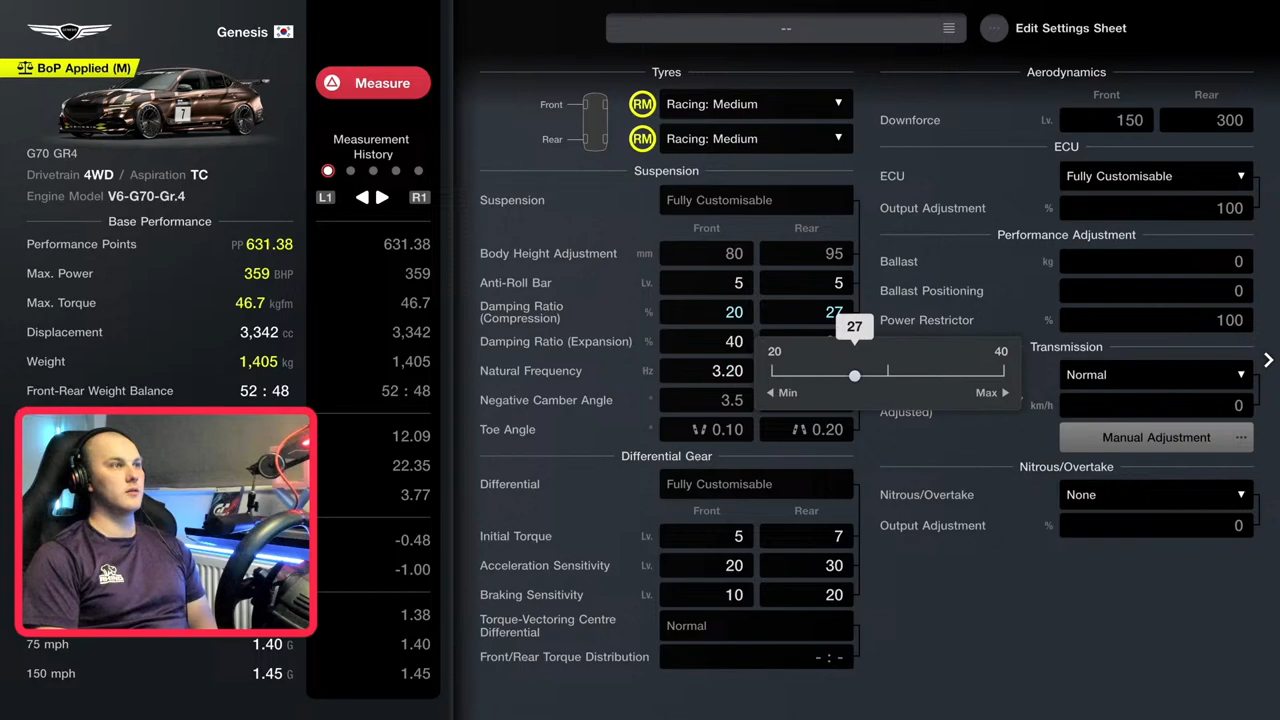 GENESIS
Genesis
BoP Applied (M)
7
G70 GR4
Drivetrain 4WD / Aspiration TC
Engine Model V6-G70-Gr.4
Base Performance
Performance Points PP 631.38
Max. Power 359 BHP
Max. Torque 46.7 kgfm
Displacement 3,342 cc
Weight 1,405 kg
Front-Rear Weight Balance 52 : 48
75 mph 1.40 G
150 mph 1.45 G
Measure
Measurement
History
L1 R1
631.38
359
46.7
3,342
1,405
52 : 48
12.09
22.35
3.77
-0.48
-1.00
1.38
1.40
1.45
--
Edit Settings Sheet
Tyres
Front RM Racing: Medium
Rear RM Racing: Medium
Suspension
Suspension Fully Customisable
Front Rear
Body Height Adjustment mm 80 95
Anti-Roll Bar Lv. 5 5
Damping Ratio
(Compression) % 20 27
Damping Ratio (Expansion) % 40
Natural Frequency Hz 3.20
Negative Camber Angle ° 3.5
Toe Angle ° 0.10 0.20
27
20 40
Min Max
Differential Gear
Differential Fully Customisable
Front Rear
Initial Torque Lv. 5 7
Acceleration Sensitivity Lv. 20 30
Braking Sensitivity Lv. 10 20
Torque-Vectoring Centre
Differential Normal
Front/Rear Torque Distribution - : -
Aerodynamics
Front Rear
Downforce Lv. 150 300
ECU
ECU Fully Customisable
Output Adjustment % 100
Performance Adjustment
Ballast kg 0
Ballast Positioning 0
Power Restrictor % 100
Transmission
Normal
Adjusted) km/h 0
Manual Adjustment
Nitrous/Overtake
Nitrous/Overtake None
Output Adjustment % 0